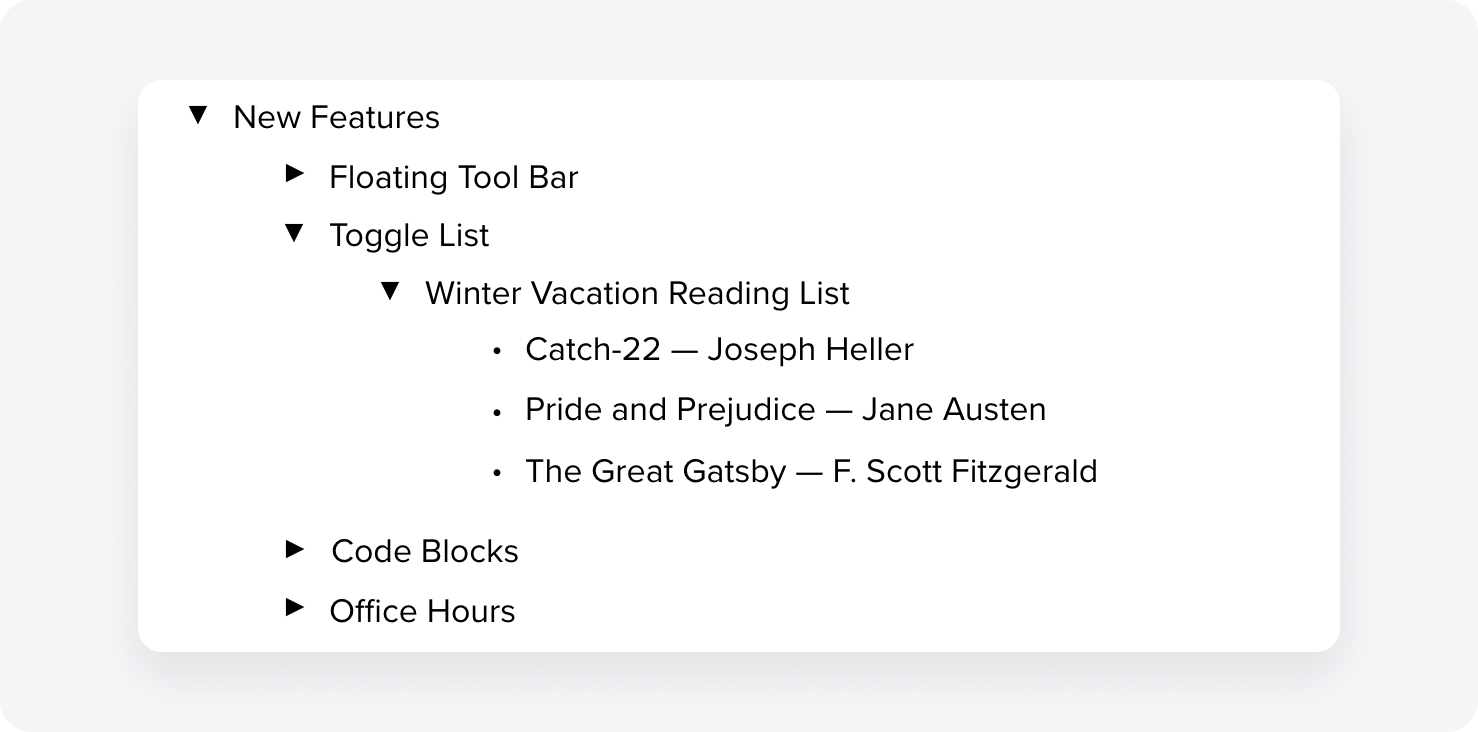 ▼ New Features
▶ Floating Tool Bar
▼ Toggle List
▼ Winter Vacation Reading List
• Catch-22 — Joseph Heller
• Pride and Prejudice — Jane Austen
• The Great Gatsby — F. Scott Fitzgerald
▶ Code Blocks
▶ Office Hours